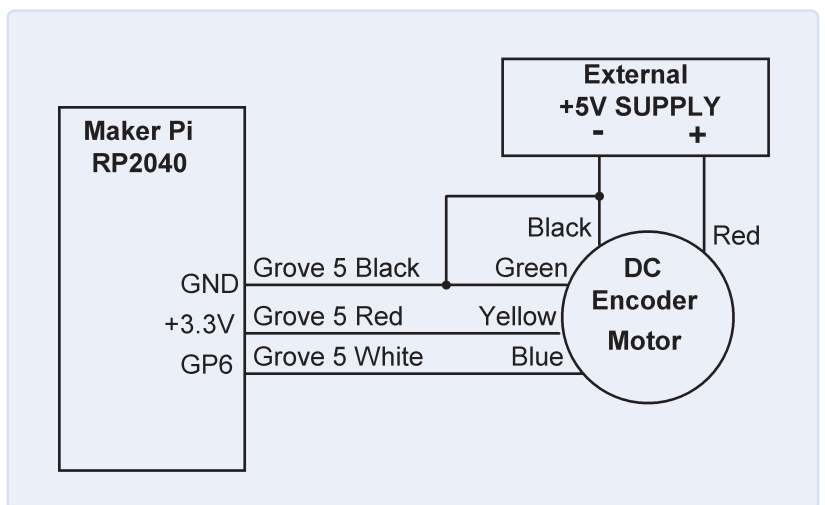 External
+5V SUPPLY
- +
Maker Pi
RP2040
Black
Red
GND
Grove 5 Black
Green
+3.3V
Grove 5 Red
Yellow
GP6
Grove 5 White
Blue
DC
Encoder
Motor